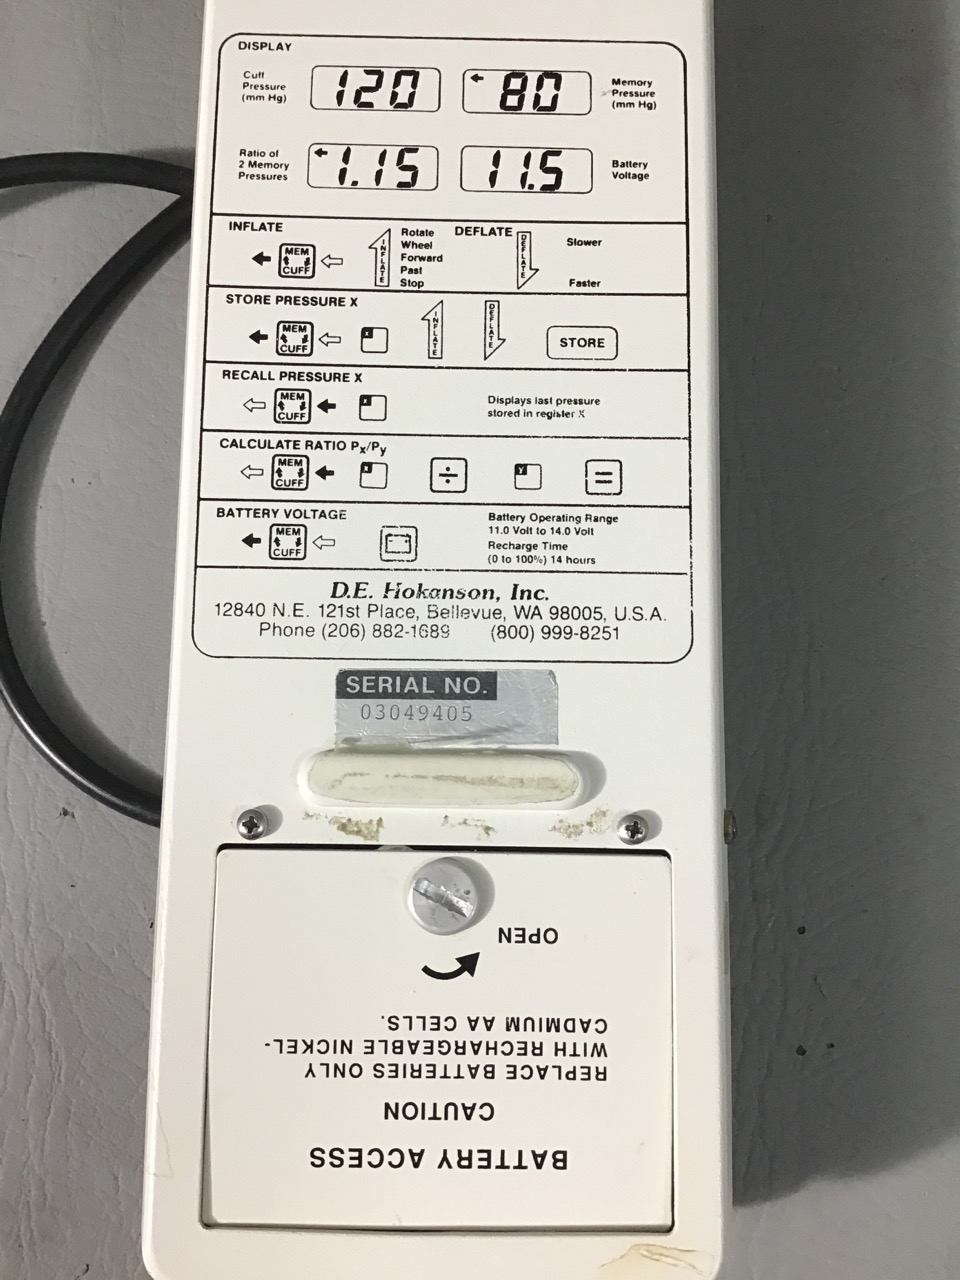 DISPLAY
Cuff
Pressure
(mm Hg)
120
80
Memory
Pressure
(mm Hg)
Ratio of
2 Memory
Pressures
1.15
11.5
Battery
Voltage
INFLATE
MEM
CUFF
INFLATE
Rotate
Wheel
Forward
Past
Stop
DEFLATE
DEFLATE
Slower
Faster
STORE PRESSURE X
MEM
CUFF
X
INFLATE
DEFLATE
STORE
RECALL PRESSURE X
MEM
CUFF
X
Displays last pressure
stored in register X
CALCULATE RATIO Px/Py
MEM
CUFF
X
÷
Y
=
BATTERY VOLTAGE
MEM
CUFF
Battery Operating Range
11.0 Volt to 14.0 Volt
Recharge Time
(0 to 100%) 14 hours
D.E. Hokanson, Inc.
12840 N.E. 121st Place, Bellevue, WA 98005, U.S.A.
Phone (206) 882-1689 (800) 999-8251
SERIAL NO.
03049405
BATTERY ACCESS
CAUTION
REPLACE BATTERIES ONLY
WITH RECHARGEABLE NICKEL-
CADMIUM AA CELLS.
OPEN